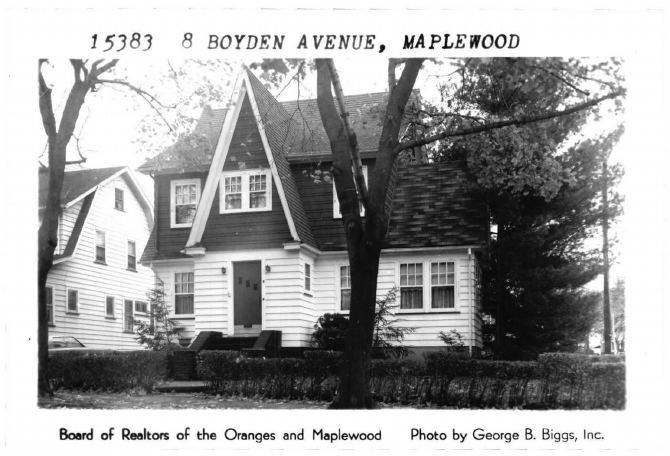 15383 8 BOYDEN AVENUE, MAPLEWOOD
Board of Realtors of the Oranges and Maplewood Photo by George B. Biggs, Inc.